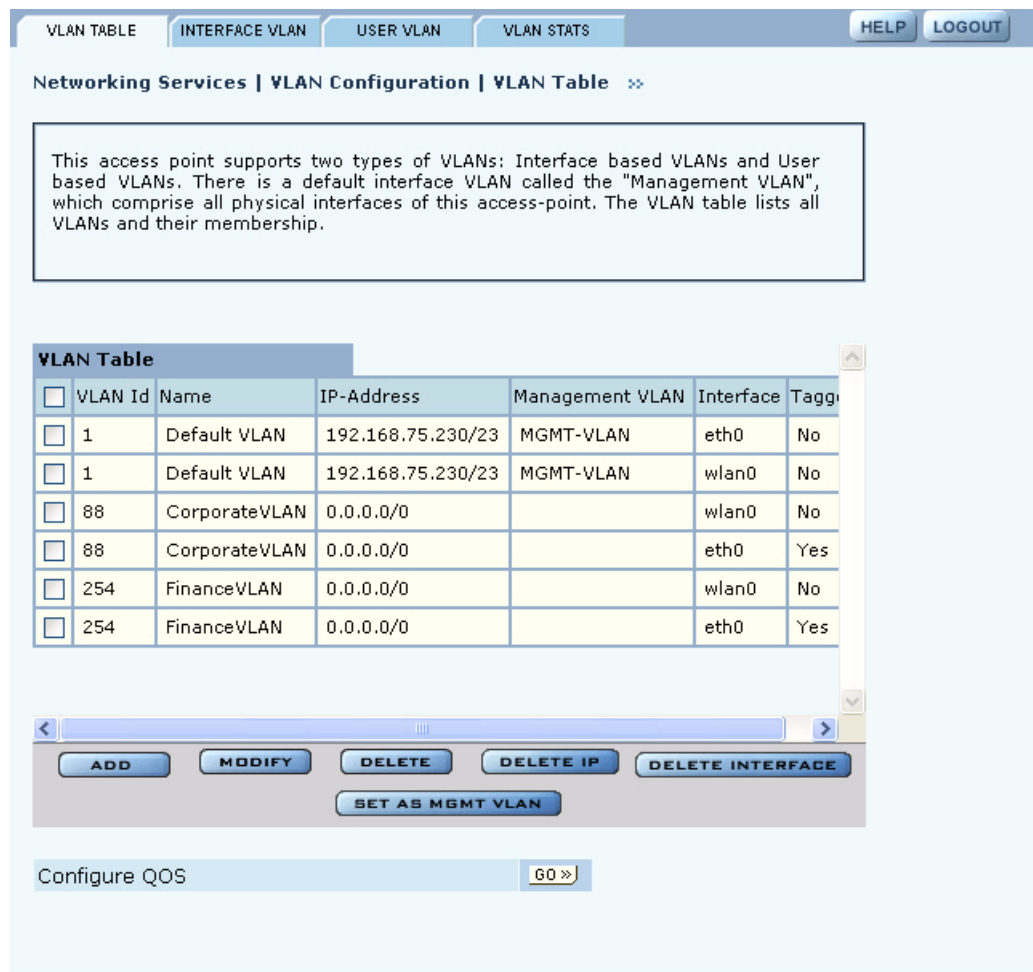 VLAN TABLE INTERFACE VLAN USER VLAN VLAN STATS HELP LOGOUT
Networking Services | VLAN Configuration | VLAN Table »
This access point supports two types of VLANs: Interface based VLANs and User
based VLANs. There is a default interface VLAN called the "Management VLAN",
which comprise all physical interfaces of this access-point. The VLAN table lists all
VLANs and their membership.
VLAN Table
VLAN Id Name IP-Address Management VLAN Interface Tagg
1 Default VLAN 192.168.75.230/23 MGMT-VLAN eth0 No
1 Default VLAN 192.168.75.230/23 MGMT-VLAN wlan0 No
88 CorporateVLAN 0.0.0.0/0 wlan0 No
88 CorporateVLAN 0.0.0.0/0 eth0 Yes
254 FinanceVLAN 0.0.0.0/0 wlan0 No
254 FinanceVLAN 0.0.0.0/0 eth0 Yes
ADD MODIFY DELETE DELETE IP DELETE INTERFACE
SET AS MGMT VLAN
Configure QOS GO »